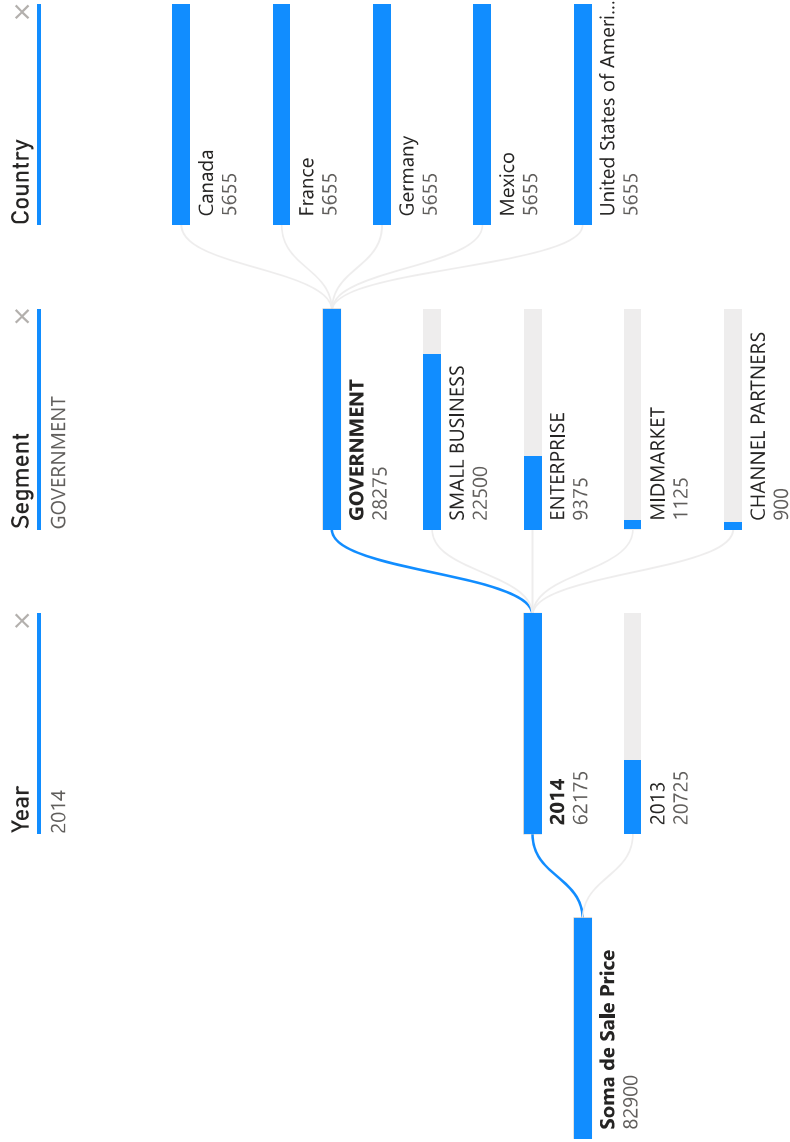 Year
2014
Segment
GOVERNMENT
Country
Soma de Sale Price
82900
2014
62175
2013
20725
GOVERNMENT
28275
SMALL BUSINESS
22500
ENTERPRISE
9375
MIDMARKET
1125
CHANNEL PARTNERS
900
Canada
5655
France
5655
Germany
5655
Mexico
5655
United States of Ameri...
5655